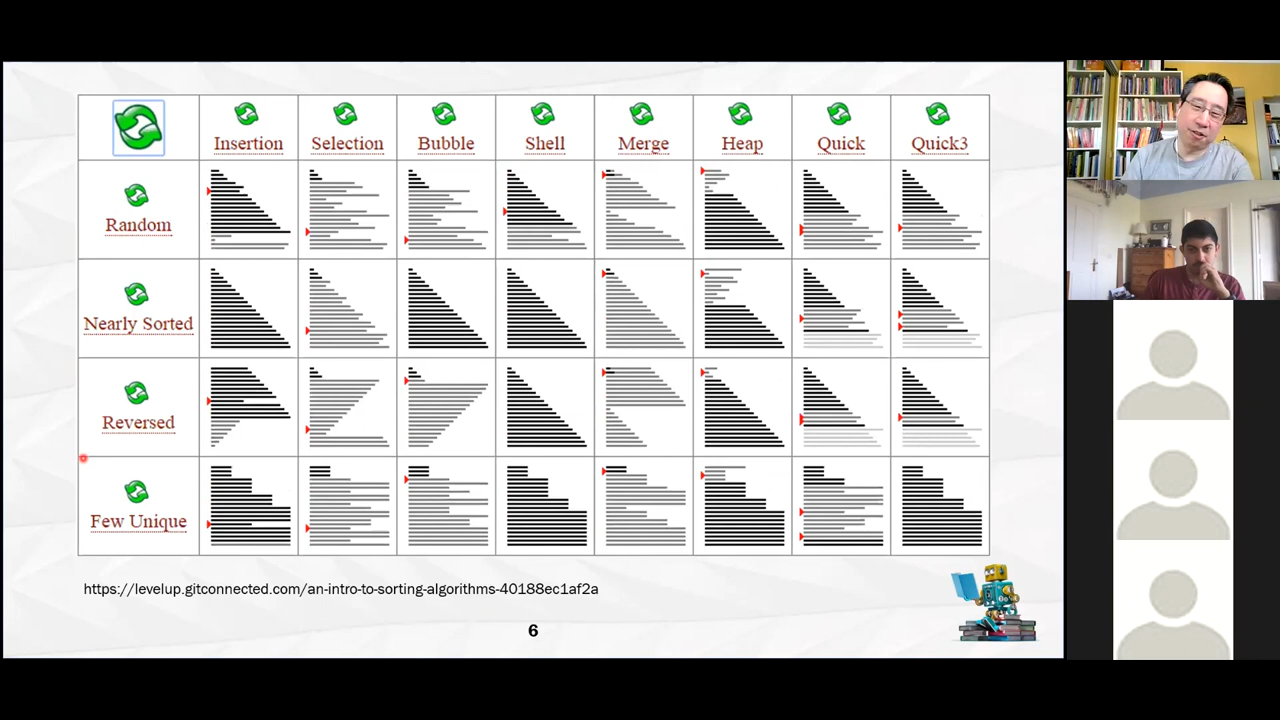 Insertion Selection Bubble Shell Merge Heap Quick Quick3
Random
Nearly Sorted
Reversed
Few Unique
https://levelup.gitconnected.com/an-intro-to-sorting-algorithms-40188ec1af2a
6